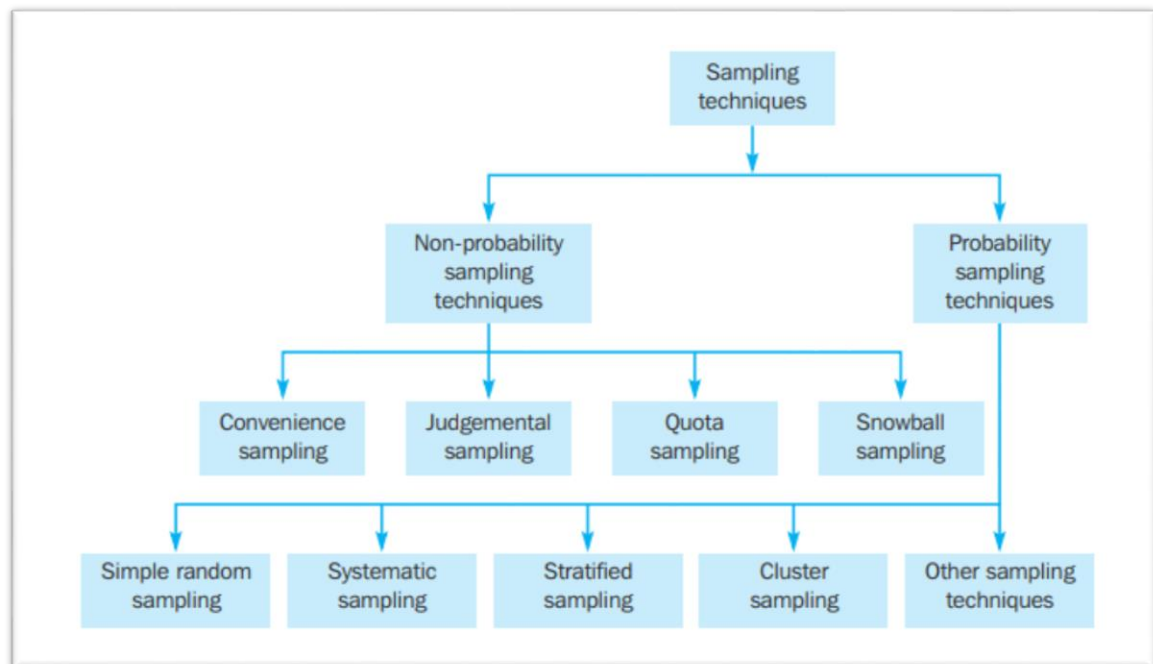 Sampling
techniques
Non-probability
sampling
techniques
Probability
sampling
techniques
Convenience
sampling
Judgemental
sampling
Quota
sampling
Snowball
sampling
Simple random
sampling
Systematic
sampling
Stratified
sampling
Cluster
sampling
Other sampling
techniques